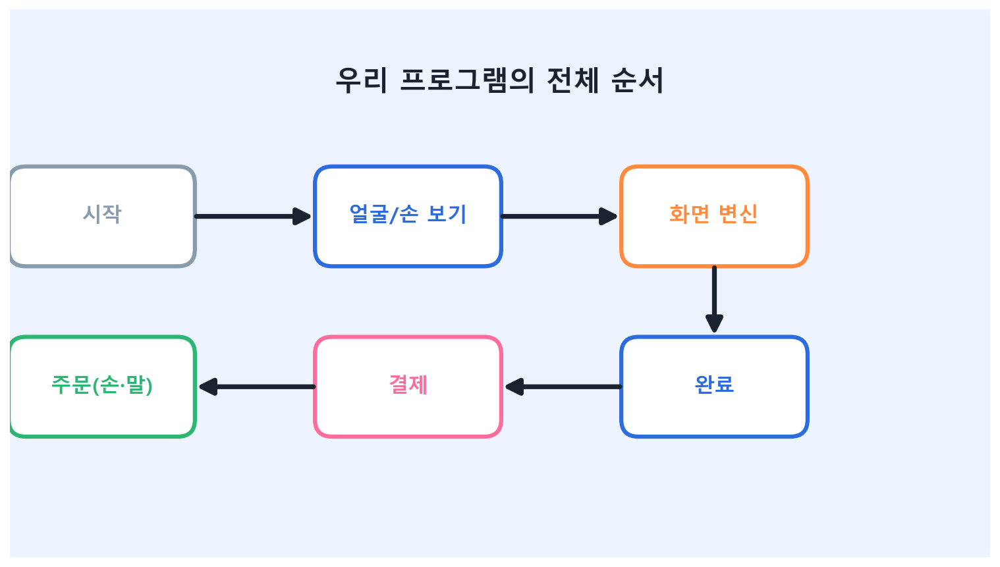 우리 프로그램의 전체 순서
시작
얼굴/손 보기
화면 변신
주문(손·말)
결제
완료